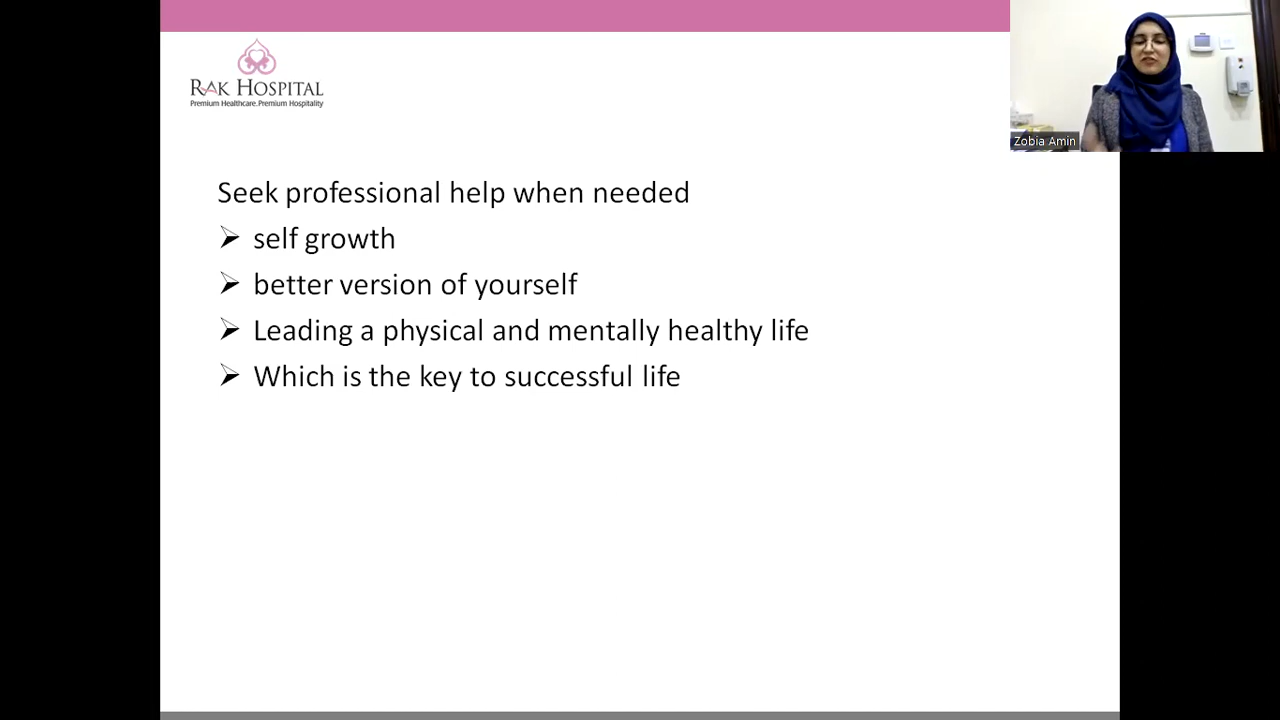 RAK HOSPITAL
Premium Healthcare.Premium Hospitality
Zobia Amin
Seek professional help when needed
➢ self growth
➢ better version of yourself
➢ Leading a physical and mentally healthy life
➢ Which is the key to successful life